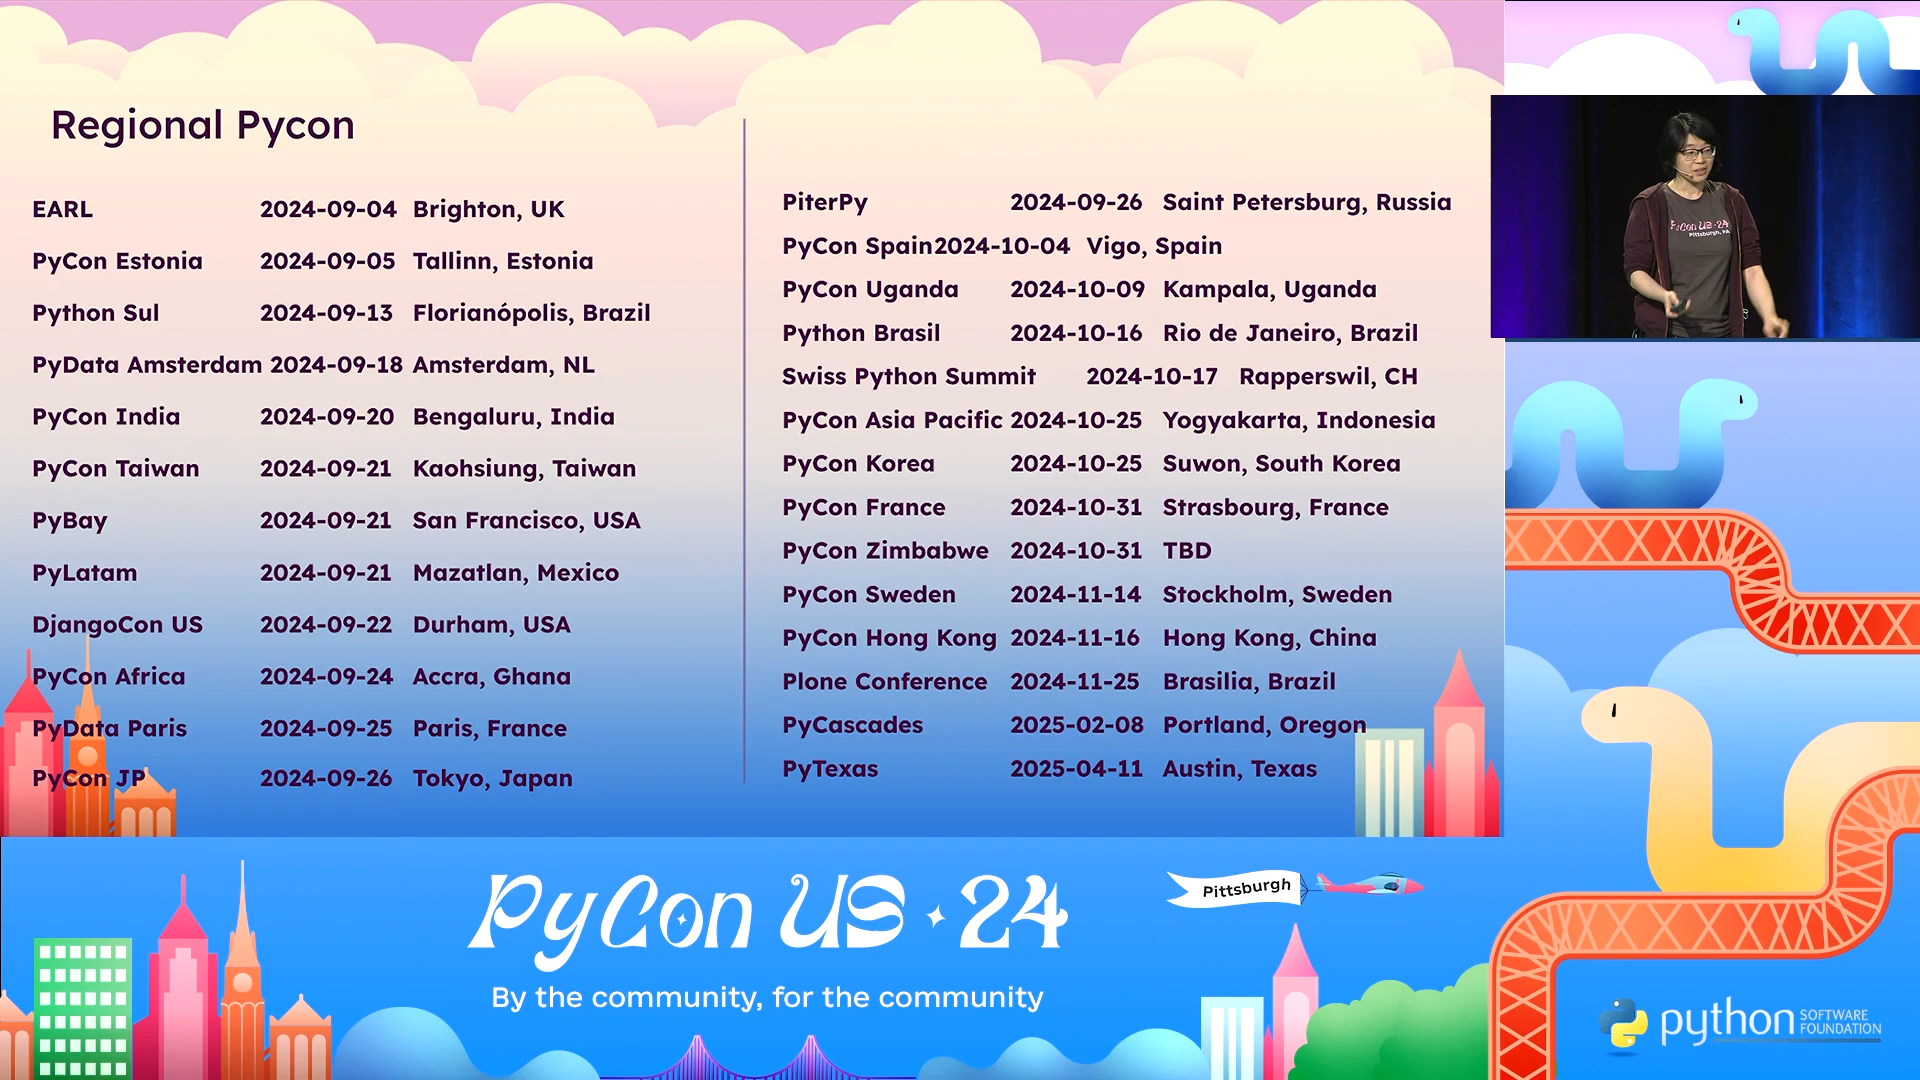 Regional Pycon
EARL 2024-09-04 Brighton, UK
PyCon Estonia 2024-09-05 Tallinn, Estonia
Python Sul 2024-09-13 Florianópolis, Brazil
PyData Amsterdam 2024-09-18 Amsterdam, NL
PyCon India 2024-09-20 Bengaluru, India
PyCon Taiwan 2024-09-21 Kaohsiung, Taiwan
PyBay 2024-09-21 San Francisco, USA
PyLatam 2024-09-21 Mazatlan, Mexico
DjangoCon US 2024-09-22 Durham, USA
PyCon Africa 2024-09-24 Accra, Ghana
PyData Paris 2024-09-25 Paris, France
PyCon JP 2024-09-26 Tokyo, Japan
PiterPy 2024-09-26 Saint Petersburg, Russia
PyCon Spain2024-10-04 Vigo, Spain
PyCon Uganda 2024-10-09 Kampala, Uganda
Python Brasil 2024-10-16 Rio de Janeiro, Brazil
Swiss Python Summit 2024-10-17 Rapperswil, CH
PyCon Asia Pacific 2024-10-25 Yogyakarta, Indonesia
PyCon Korea 2024-10-25 Suwon, South Korea
PyCon France 2024-10-31 Strasbourg, France
PyCon Zimbabwe 2024-10-31 TBD
PyCon Sweden 2024-11-14 Stockholm, Sweden
PyCon Hong Kong 2024-11-16 Hong Kong, China
Plone Conference 2024-11-25 Brasilia, Brazil
PyCascades 2025-02-08 Portland, Oregon
PyTexas 2025-04-11 Austin, Texas
PyCon US 24
Pittsburgh, PA
PyCon US 24
Pittsburgh
By the community, for the community
python SOFTWARE
FOUNDATION